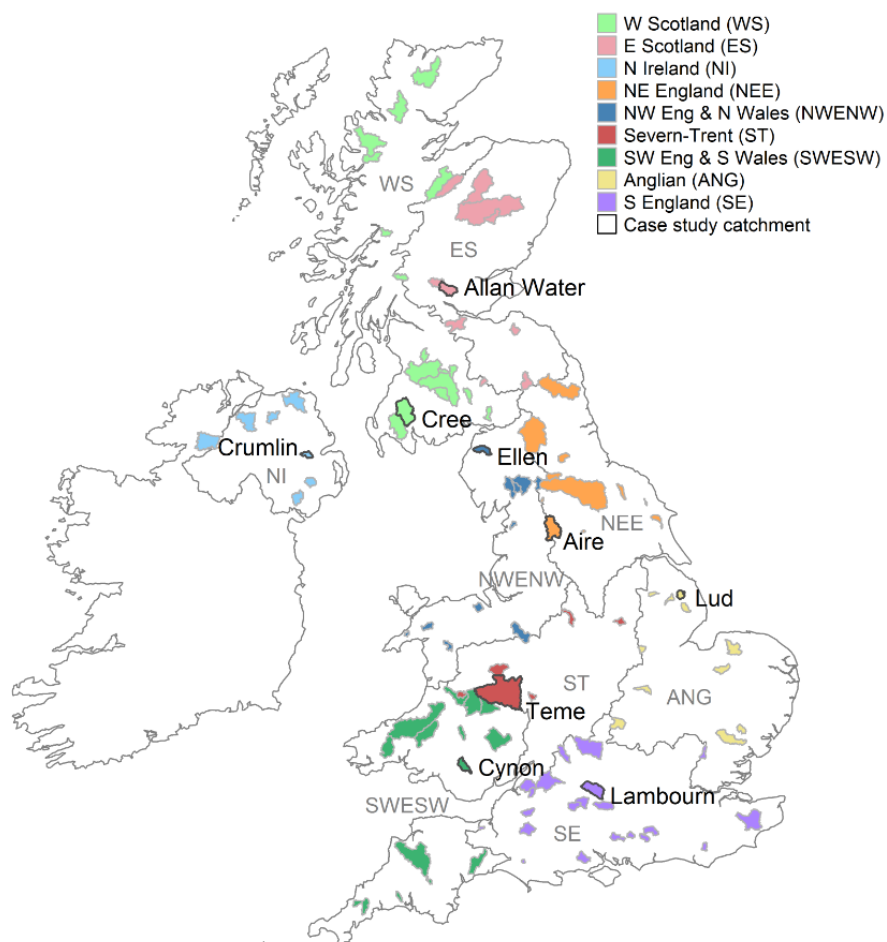 W Scotland (WS)
E Scotland (ES)
N Ireland (NI)
NE England (NEE)
NW Eng & N Wales (NWENW)
Severn-Trent (ST)
SW Eng & S Wales (SWESW)
Anglian (ANG)
S England (SE)
Case study catchment
WS
ES
Allan Water
Cree
Crumlin
Ellen
NI
NEE
Aire
NWENW
Lud
ST
ANG
Teme
Cynon
Lambourn
SWESW
SE